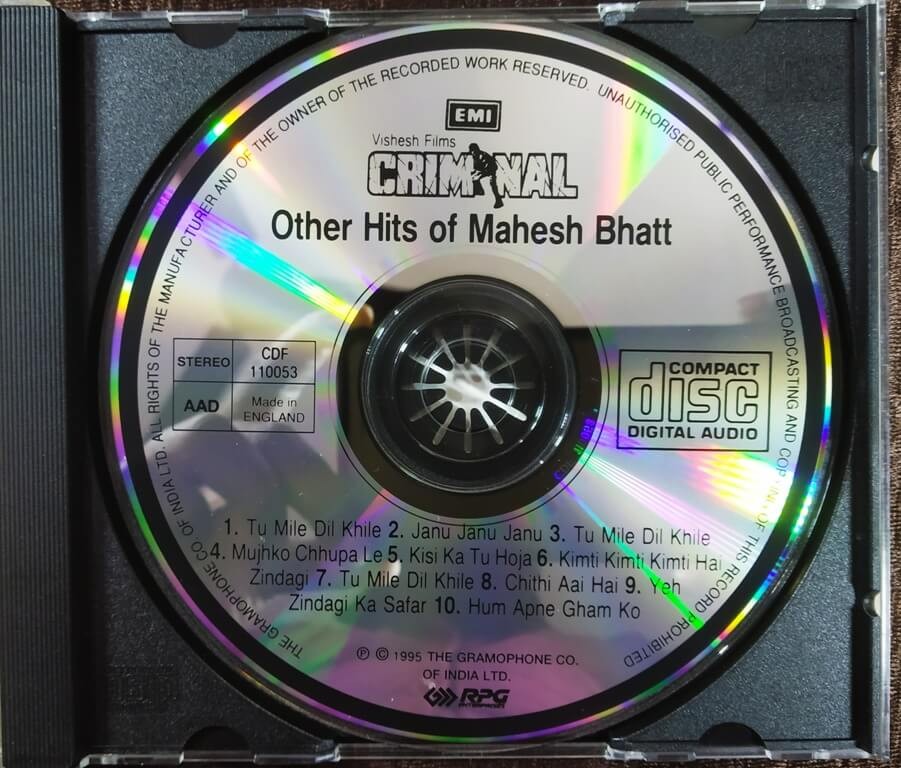 EMI
Vishesh Films
CRIMINAL
Other Hits of Mahesh Bhatt
STEREO
CDF
110053
AAD
Made in
ENGLAND
COMPACT
disc
DIGITAL AUDIO
1. Tu Mile Dil Khile 2. Janu Janu Janu 3. Tu Mile Dil Khile
4. Mujhko Chhupa Le 5. Kisi Ka Tu Hoja 6. Kimti Kimti Kimti Hai
Zindagi 7. Tu Mile Dil Khile 8. Chithi Aai Hai 9. Yeh
Zindagi Ka Safar 10. Hum Apne Gham Ko
℗ © 1995 THE GRAMOPHONE CO.
OF INDIA LTD.
RPG
ENTERPRISES
THE GRAMOPHONE CO. OF INDIA LTD. ALL RIGHTS OF THE MANUFACTURER AND OF THE OWNER OF THE RECORDED WORK RESERVED. UNAUTHORISED PUBLIC PERFORMANCE BROADCASTING AND COPYING OF THIS RECORD PROHIBITED